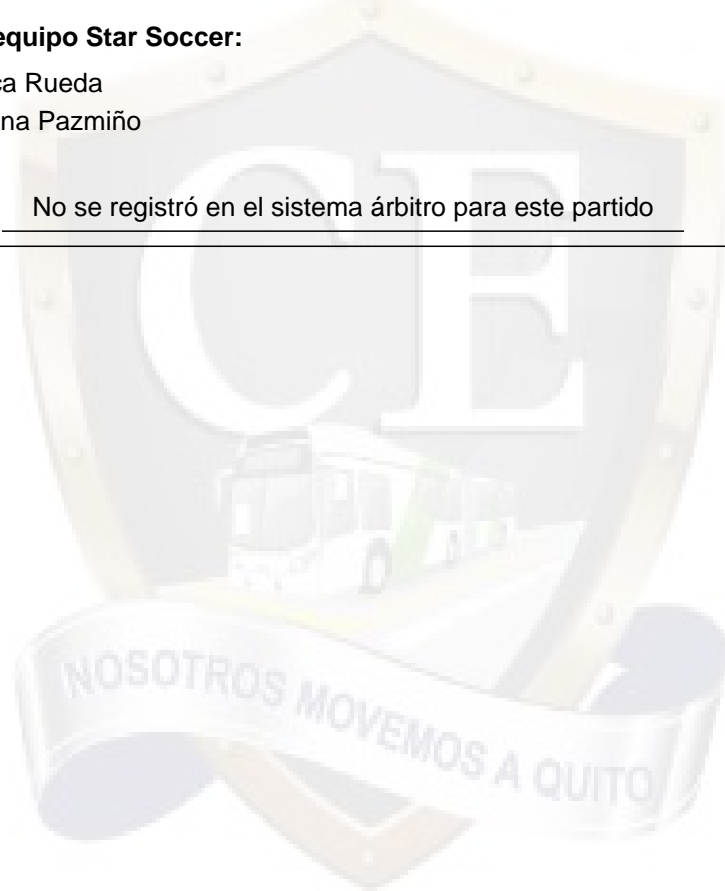 equipo Star Soccer:
ca Rueda
na Pazmiño
No se registró en el sistema árbitro para este partido
CE
NOSOTROS MOVEMOS A QUITO